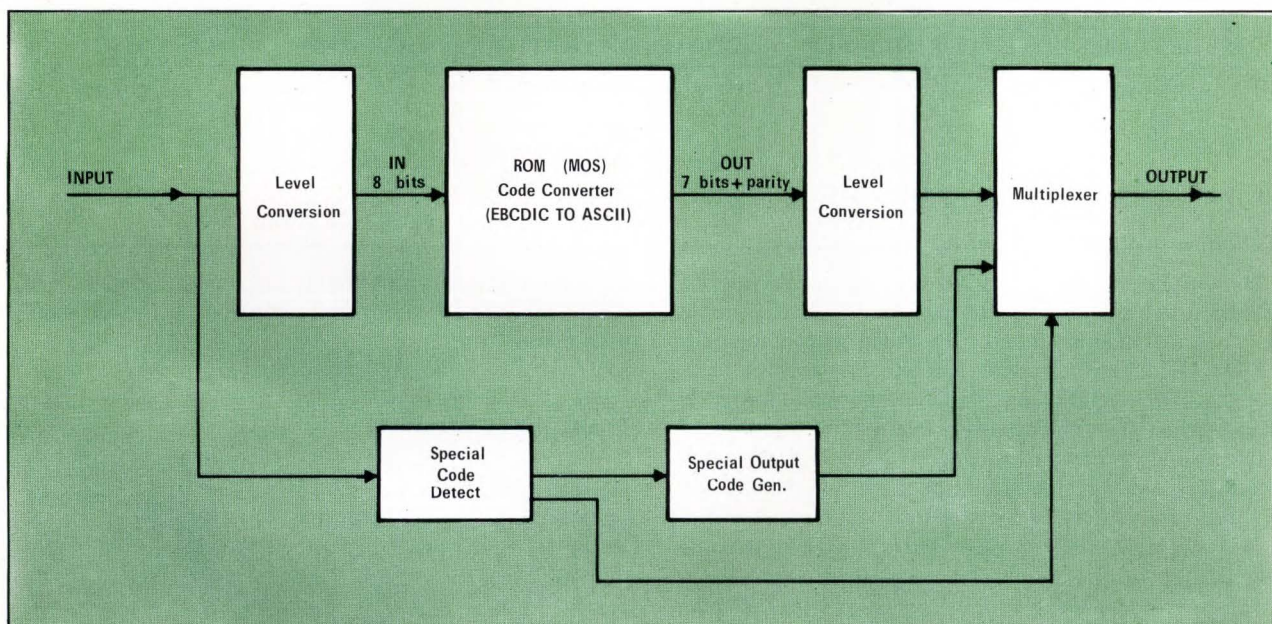 INPUT
Level
Conversion
IN
8 bits
ROM (MOS)
Code Converter
(EBCDIC TO ASCII)
OUT
7 bits + parity
Level
Conversion
Multiplexer
OUTPUT
Special
Code
Detect
Special Output
Code Gen.